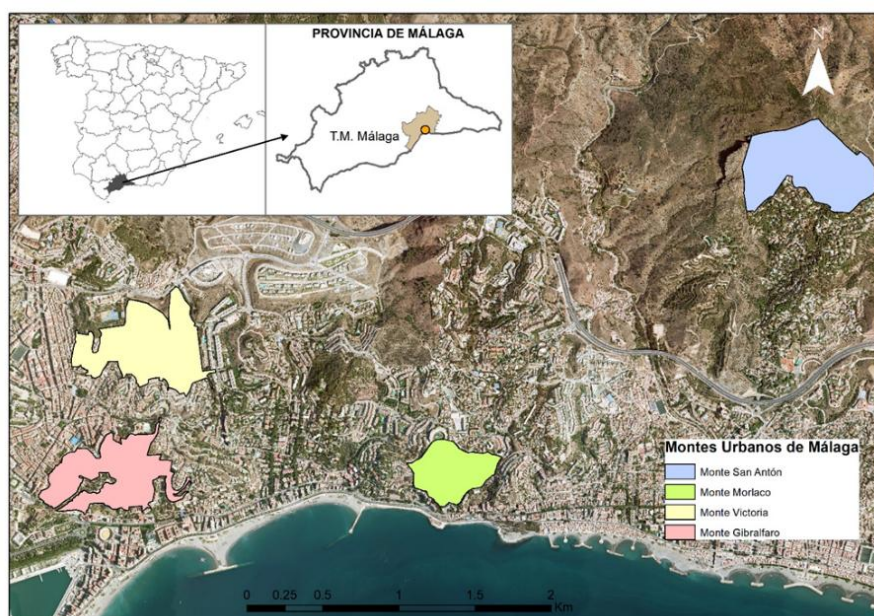 PROVINCIA DE MÁLAGA
T.M. Málaga
N
Montes Urbanos de Málaga
Monte San Antón
Monte Morlaco
Monte Victoria
Monte Gibralfaro
0 0.25 0.5 1 1.5 2
Km